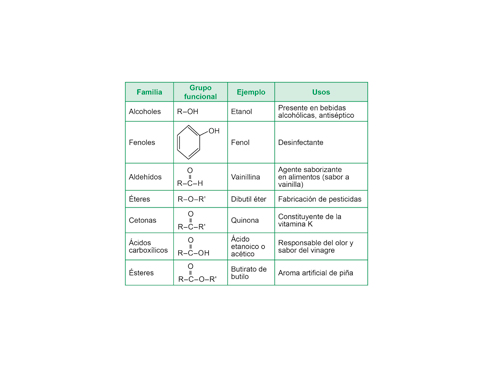 Familia Grupo funcional Ejemplo Usos
Alcoholes R–OH Etanol Presente en bebidas
alcohólicas, antiséptico
Fenoles OH Fenol Desinfectante
Aldehídos O
R–C–H Vainillina Agente saborizante
en alimentos (sabor a
vainilla)
Éteres R–O–R' Dibutil éter Fabricación de pesticidas
Cetonas O
R–C–R' Quinona Constituyente de la
vitamina K
Ácidos
carboxílicos O
R–C–OH Ácido
etanoico o
acético Responsable del olor y
sabor del vinagre
Ésteres O
R–C–O–R' Butirato de
butilo Aroma artificial de piña